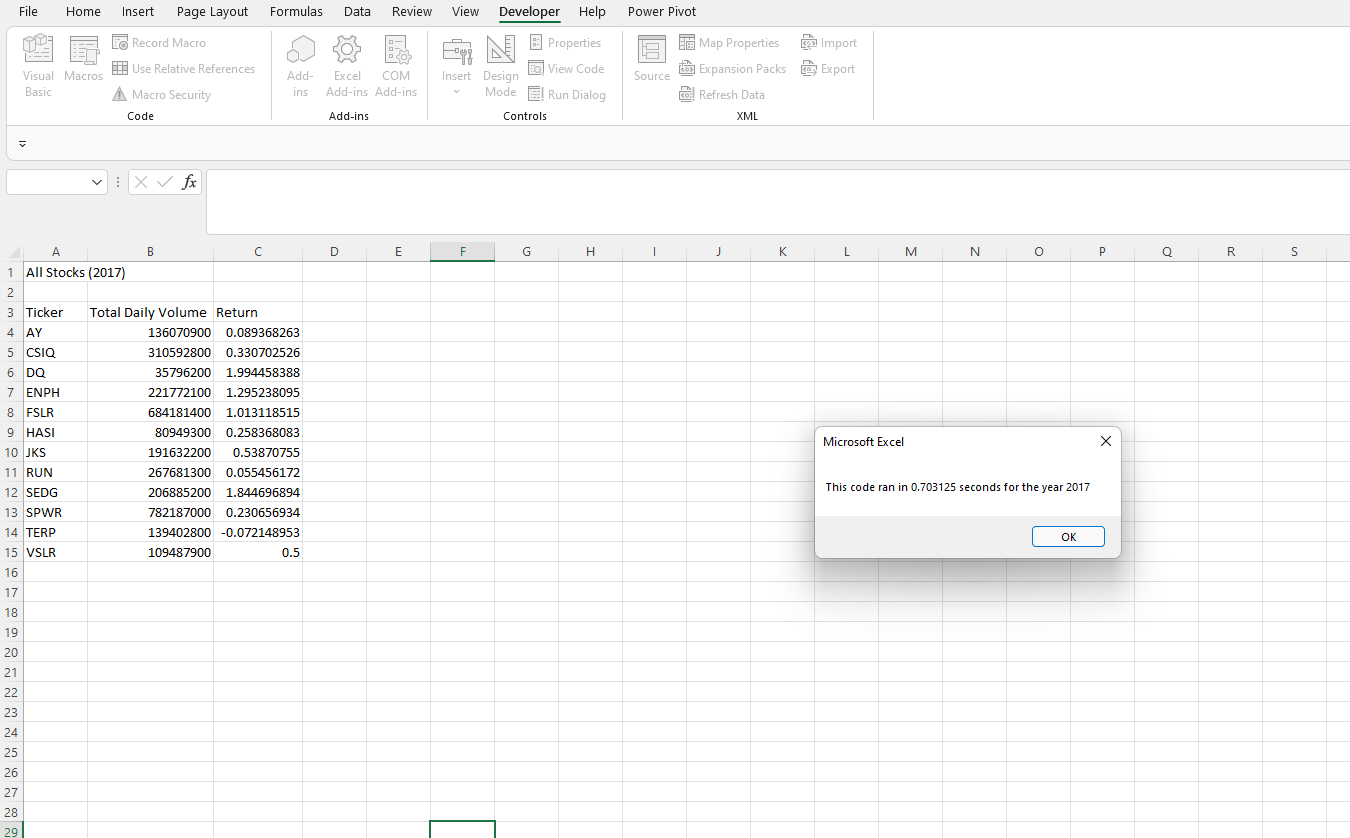 File Home Insert Page Layout Formulas Data Review View Developer Help Power Pivot
Visual Basic
Macros
Record Macro
Use Relative References
Macro Security
Code
Add-ins
Excel Add-ins
COM Add-ins
Add-ins
Insert
Design Mode
Properties
View Code
Run Dialog
Controls
Source
Map Properties
Expansion Packs
Refresh Data
Import
Export
XML
fx
A B C D E F G H I J K L M N O P Q R S
1 All Stocks (2017)
2
3 Ticker Total Daily Volume Return
4 AY 136070900 0.089368263
5 CSIQ 310592800 0.330702526
6 DQ 35796200 1.994458388
7 ENPH 221772100 1.295238095
8 FSLR 684181400 1.013118515
9 HASI 80949300 0.258368083
10 JKS 191632200 0.53870755
11 RUN 267681300 0.055456172
12 SEDG 206885200 1.844696894
13 SPWR 782187000 0.230656934
14 TERP 139402800 -0.072148953
15 VSLR 109487900 0.5
16
17
18
19
20
21
22
23
24
25
26
27
28
29
Microsoft Excel
This code ran in 0.703125 seconds for the year 2017
OK